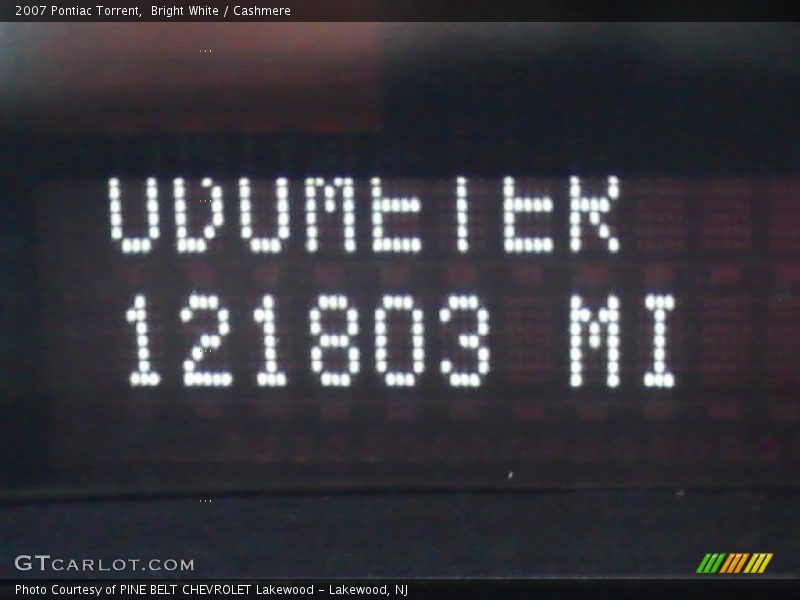 2007 Pontiac Torrent,  Bright White / Cashmere
ODOMETER
121803 MI
GTCARLOT.COM
Photo Courtesy of PINE BELT CHEVROLET Lakewood - Lakewood, NJ